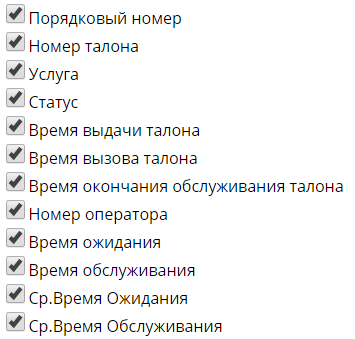 Порядковый номер
Номер талона
Услуга
Статус
Время выдачи талона
Время вызова талона
Время окончания обслуживания талона
Номер оператора
Время ожидания
Время обслуживания
Ср.Время Ожидания
Ср.Время Обслуживания